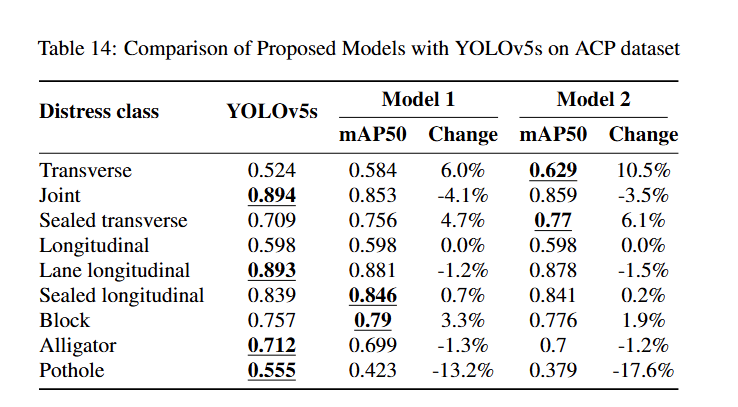 Table 14: Comparison of Proposed Models with YOLOv5s on ACP dataset
Distress class YOLOv5s Model 1 Model 2
mAP50 Change mAP50 Change
Transverse 0.524 0.584 6.0% 0.629 10.5%
Joint 0.894 0.853 -4.1% 0.859 -3.5%
Sealed transverse 0.709 0.756 4.7% 0.77 6.1%
Longitudinal 0.598 0.598 0.0% 0.598 0.0%
Lane longitudinal 0.893 0.881 -1.2% 0.878 -1.5%
Sealed longitudinal 0.839 0.846 0.7% 0.841 0.2%
Block 0.757 0.79 3.3% 0.776 1.9%
Alligator 0.712 0.699 -1.3% 0.7 -1.2%
Pothole 0.555 0.423 -13.2% 0.379 -17.6%